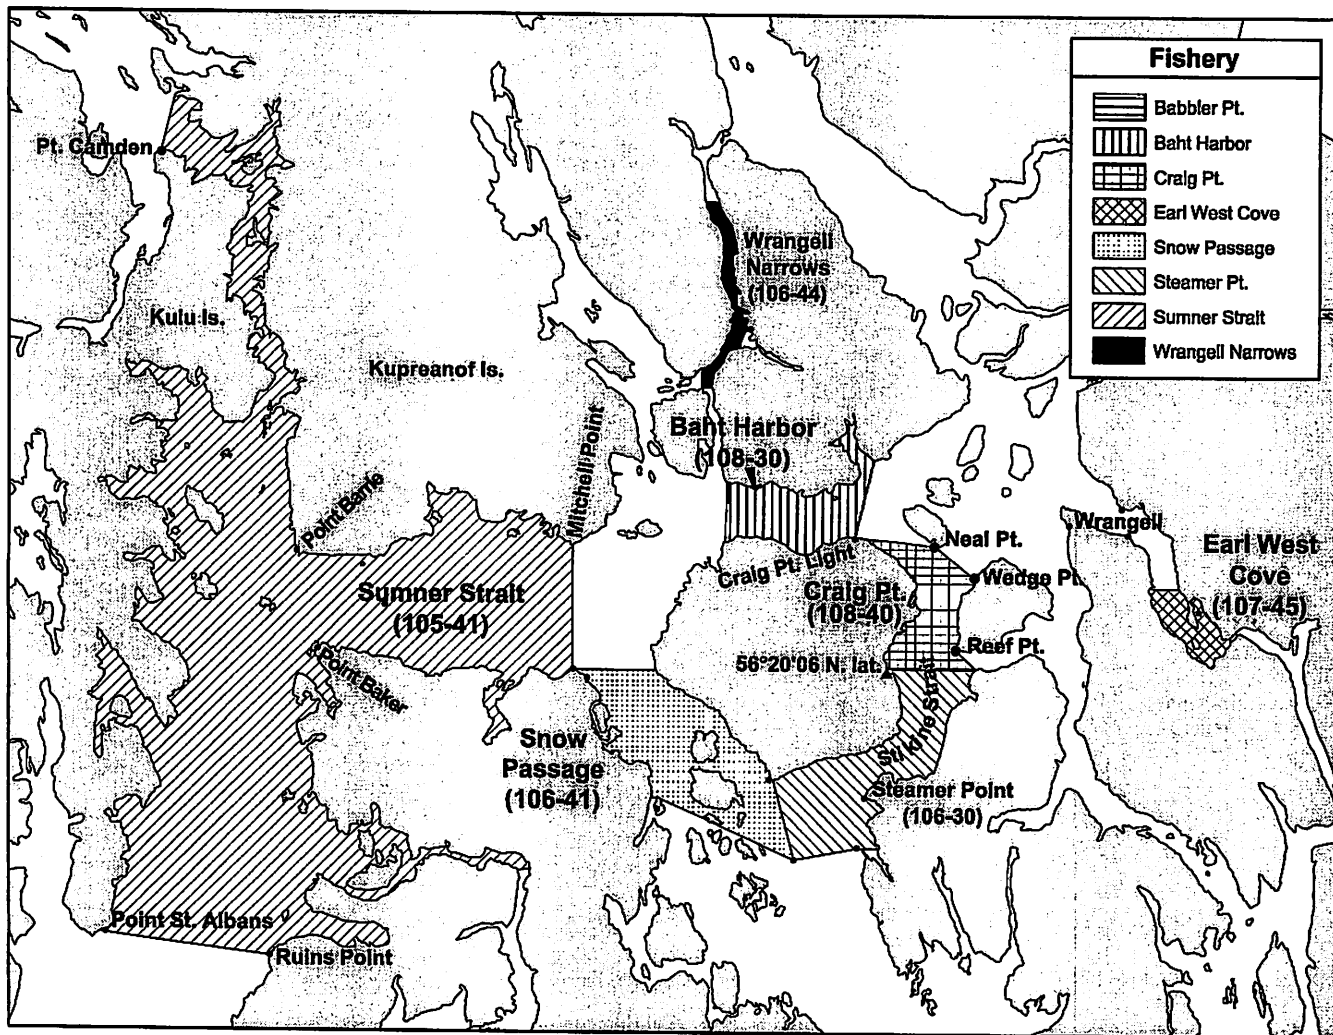 Fishery
Babbler Pt.
Baht Harbor
Craig Pt.
Earl West Cove
Snow Passage
Steamer Pt.
Sumner Strait
Wrangell Narrows
Pt. Camden
Wrangell
Narrows
(106-44)
Kulu Is.
Kupreanof Is.
Mitchell Point
Baht Harbor
(108-30)
Point Barrie
Wrangell
Neal Pt.
Earl West
Cove
(107-45)
Craig Pt. Light
Wedge Pt.
Craig Pt.
(108-40)
Sumner Strait
(105-41)
Reef Pt.
Point Baker
56°20'06 N. lat.
Stikine Strait
Snow
Passage
(106-41)
Steamer Point
(106-30)
Point St. Albans
Ruins Point